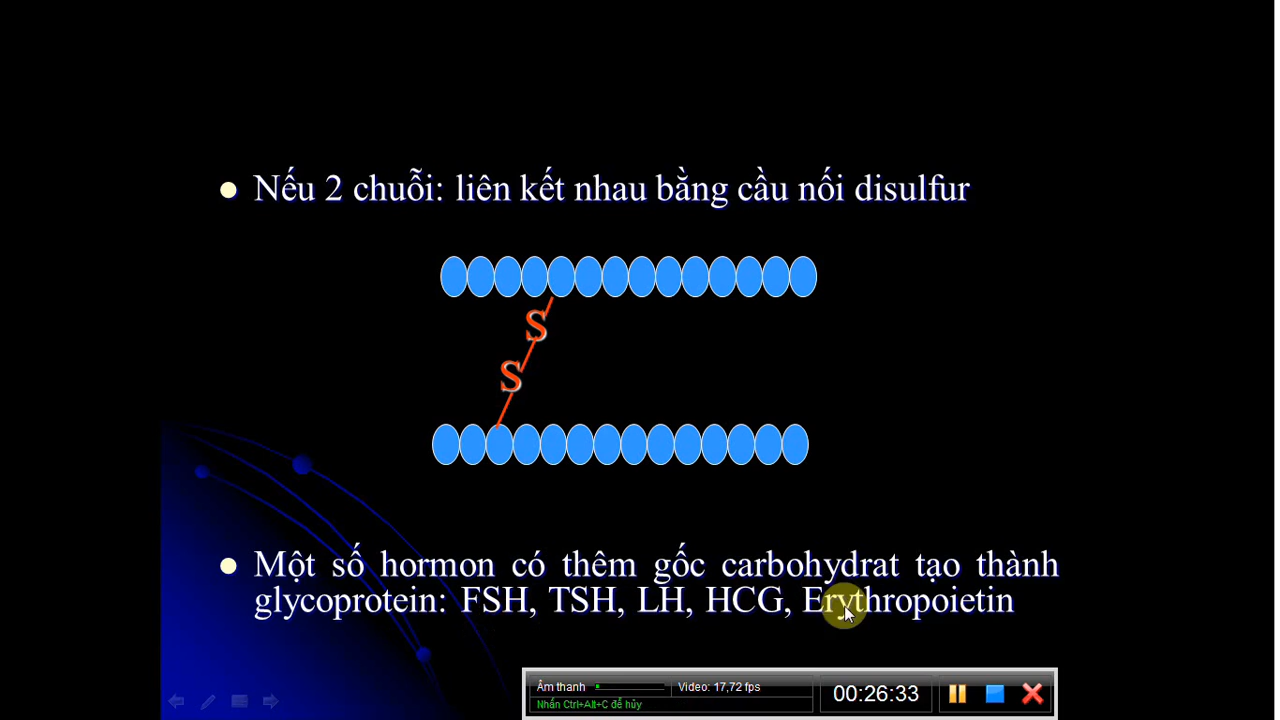 Nếu 2 chuỗi: liên kết nhau bằng cầu nối disulfur
S
S
Một số hormon có thêm gốc carbohydrat tạo thành
glycoprotein: FSH, TSH, LH, HCG, Erythropoietin
Âm thanh
Video: 17,72 fps
00:26:33
Nhấn Ctrl+Alt+C để hủy